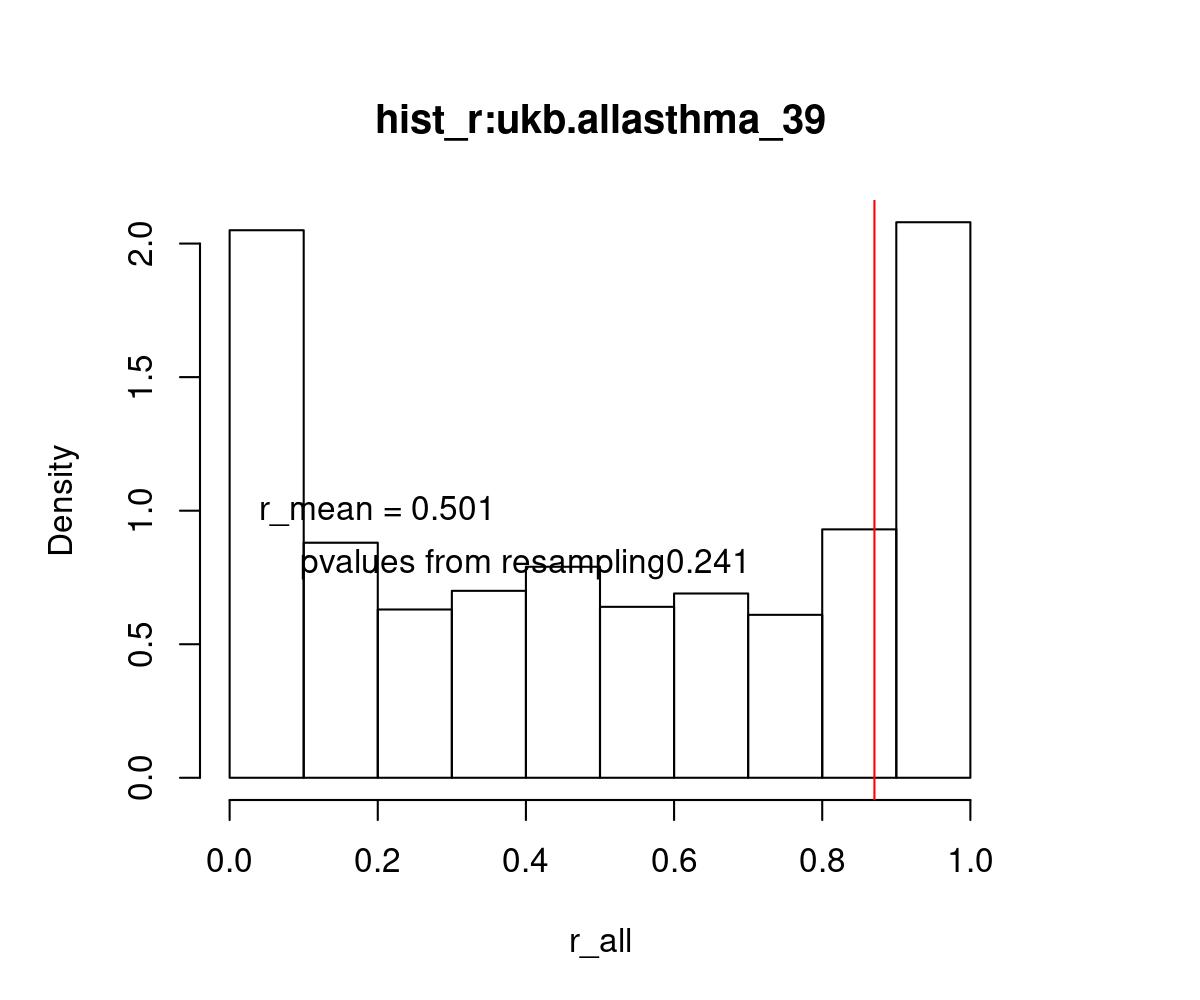 hist_r:ukb.allasthma_39
2.0
1.5
1.0
0.5
0.0
Density
r_mean = 0.501
pvalues from resampling0.241
0.0 0.2 0.4 0.6 0.8 1.0
r_all